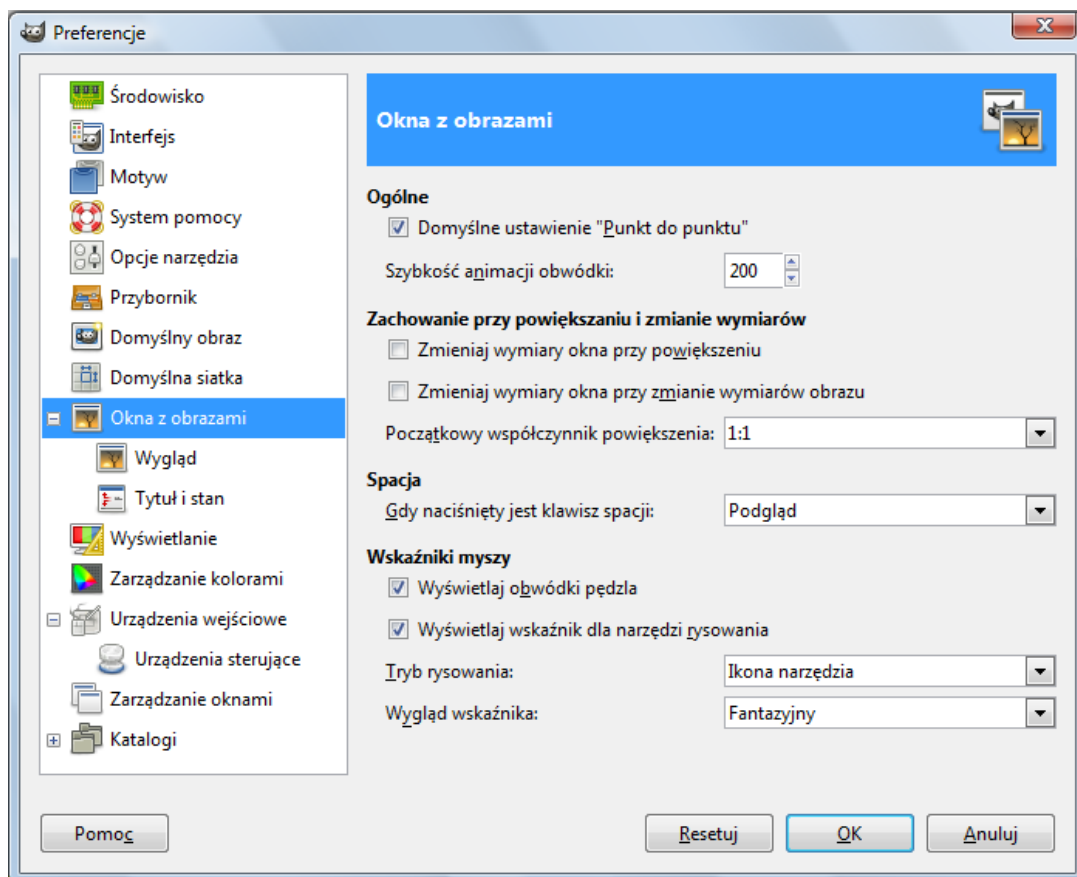 Preferencje
Środowisko
Interfejs
Motyw
System pomocy
Opcje narzędzia
Przybornik
Domyślny obraz
Domyślna siatka
Okna z obrazami
Wygląd
Tytuł i stan
Wyświetlanie
Zarządzanie kolorami
Urządzenia wejściowe
Urządzenia sterujące
Zarządzanie oknami
Katalogi
Okna z obrazami
Ogólne
Domyślne ustawienie "Punkt do punktu"
Szybkość animacji obwódki: 200
Zachowanie przy powiększaniu i zmianie wymiarów
Zmieniaj wymiary okna przy powiększeniu
Zmieniaj wymiary okna przy zmianie wymiarów obrazu
Początkowy współczynnik powiększenia: 1:1
Spacja
Gdy naciśnięty jest klawisz spacji: Podgląd
Wskaźniki myszy
Wyświetlaj obwódki pędzla
Wyświetlaj wskaźnik dla narzędzi rysowania
Tryb rysowania: Ikona narzędzia
Wygląd wskaźnika: Fantazyjny
Pomoc Resetuj OK Anuluj